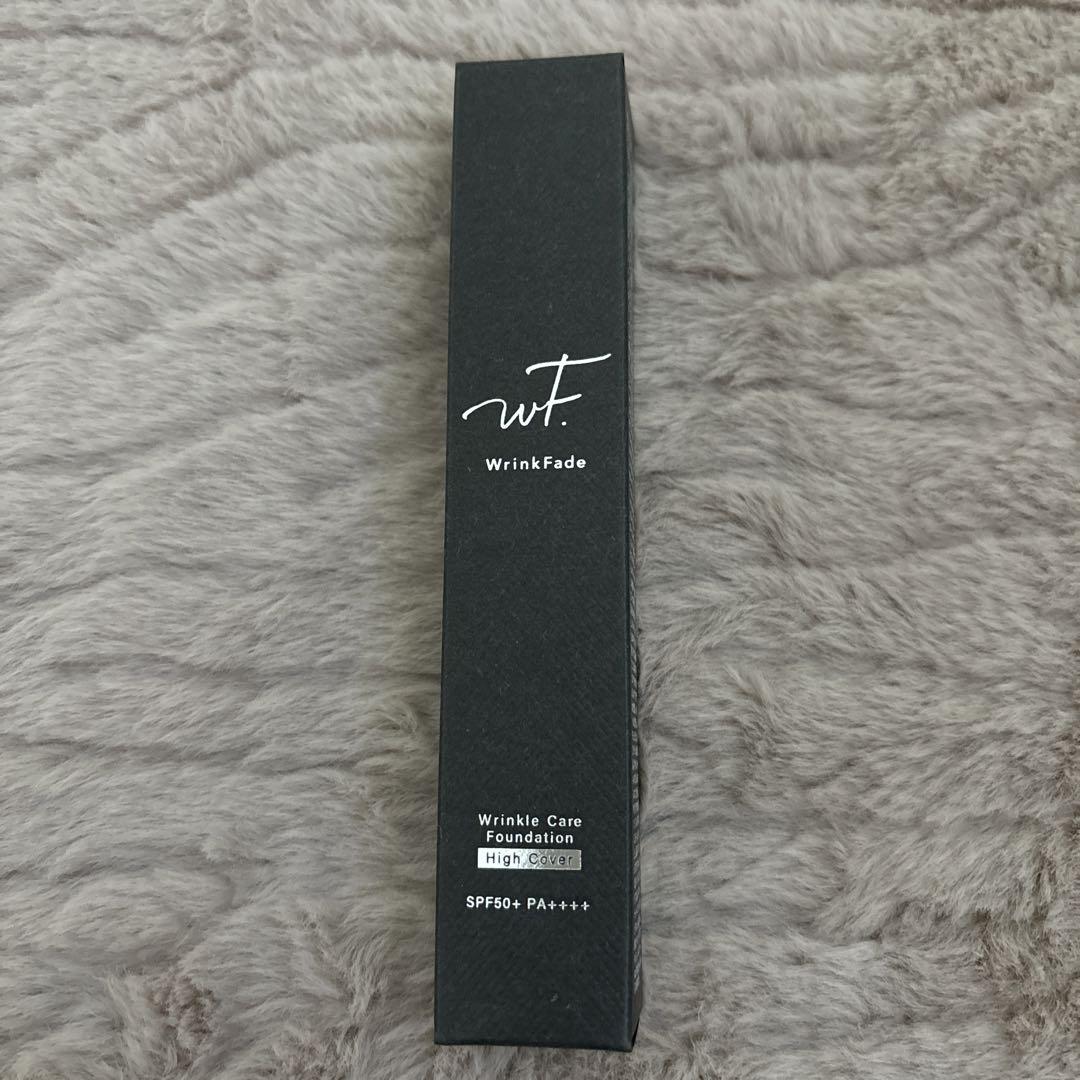 wF.
WrinkFade
Wrinkle Care
Foundation
High Cover
SPF50+ PA++++